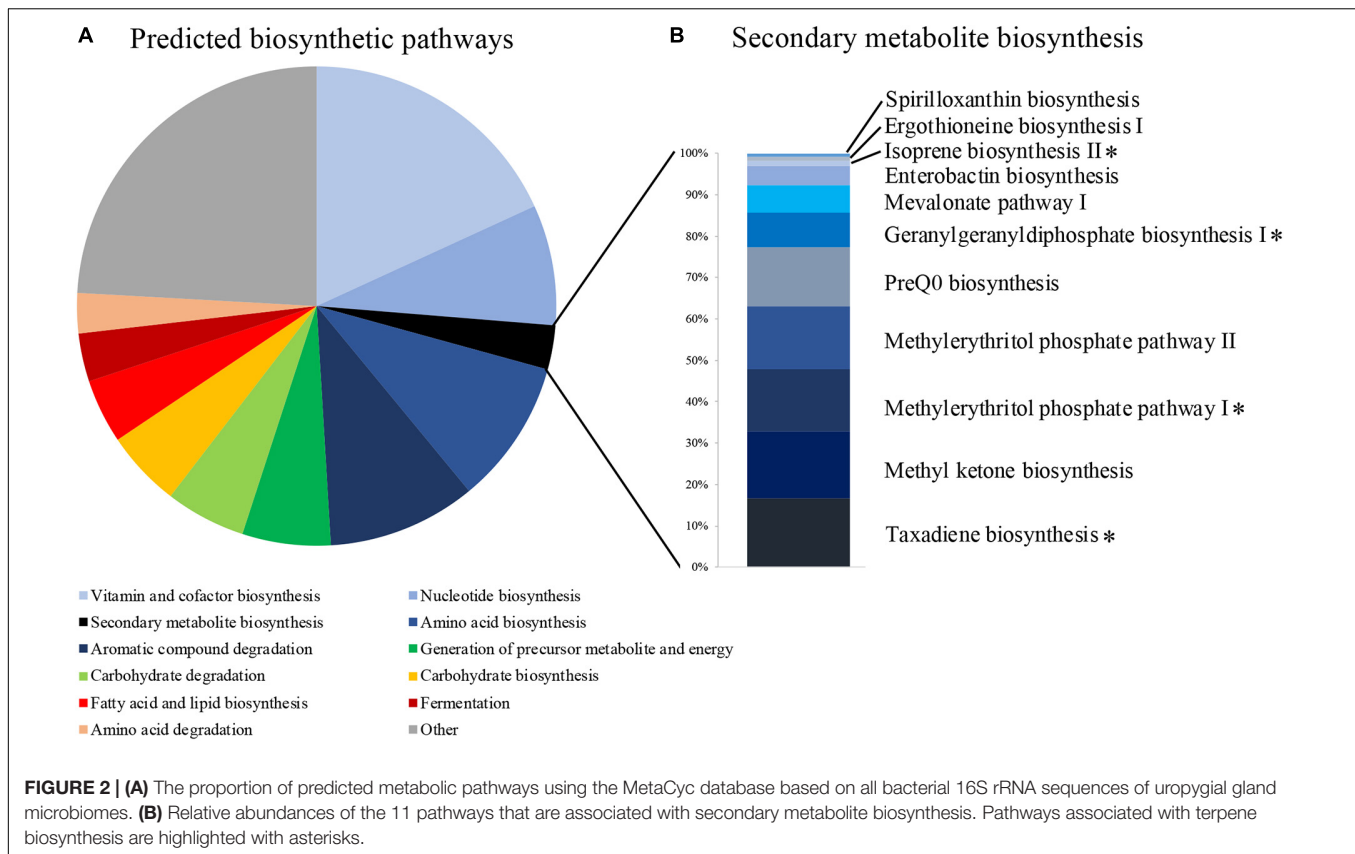 A Predicted biosynthetic pathways
B Secondary metabolite biosynthesis
Spirilloxanthin biosynthesis
Ergothioneine biosynthesis I
Isoprene biosynthesis II*
Enterobactin biosynthesis
Mevalonate pathway I
Geranylgeranyldiphosphate biosynthesis I*
PreQ0 biosynthesis
Methylerythritol phosphate pathway II
Methylerythritol phosphate pathway I*
Methyl ketone biosynthesis
Taxadiene biosynthesis*
100%
90%
80%
70%
60%
50%
40%
30%
20%
10%
0%
Vitamin and cofactor biosynthesis
Nucleotide biosynthesis
Secondary metabolite biosynthesis
Amino acid biosynthesis
Aromatic compound degradation
Generation of precursor metabolite and energy
Carbohydrate degradation
Carbohydrate biosynthesis
Fatty acid and lipid biosynthesis
Fermentation
Amino acid degradation
Other
FIGURE 2 | (A) The proportion of predicted metabolic pathways using the MetaCyc database based on all bacterial 16S rRNA sequences of uropygial gland
microbiomes. (B) Relative abundances of the 11 pathways that are associated with secondary metabolite biosynthesis. Pathways associated with terpene
biosynthesis are highlighted with asterisks.